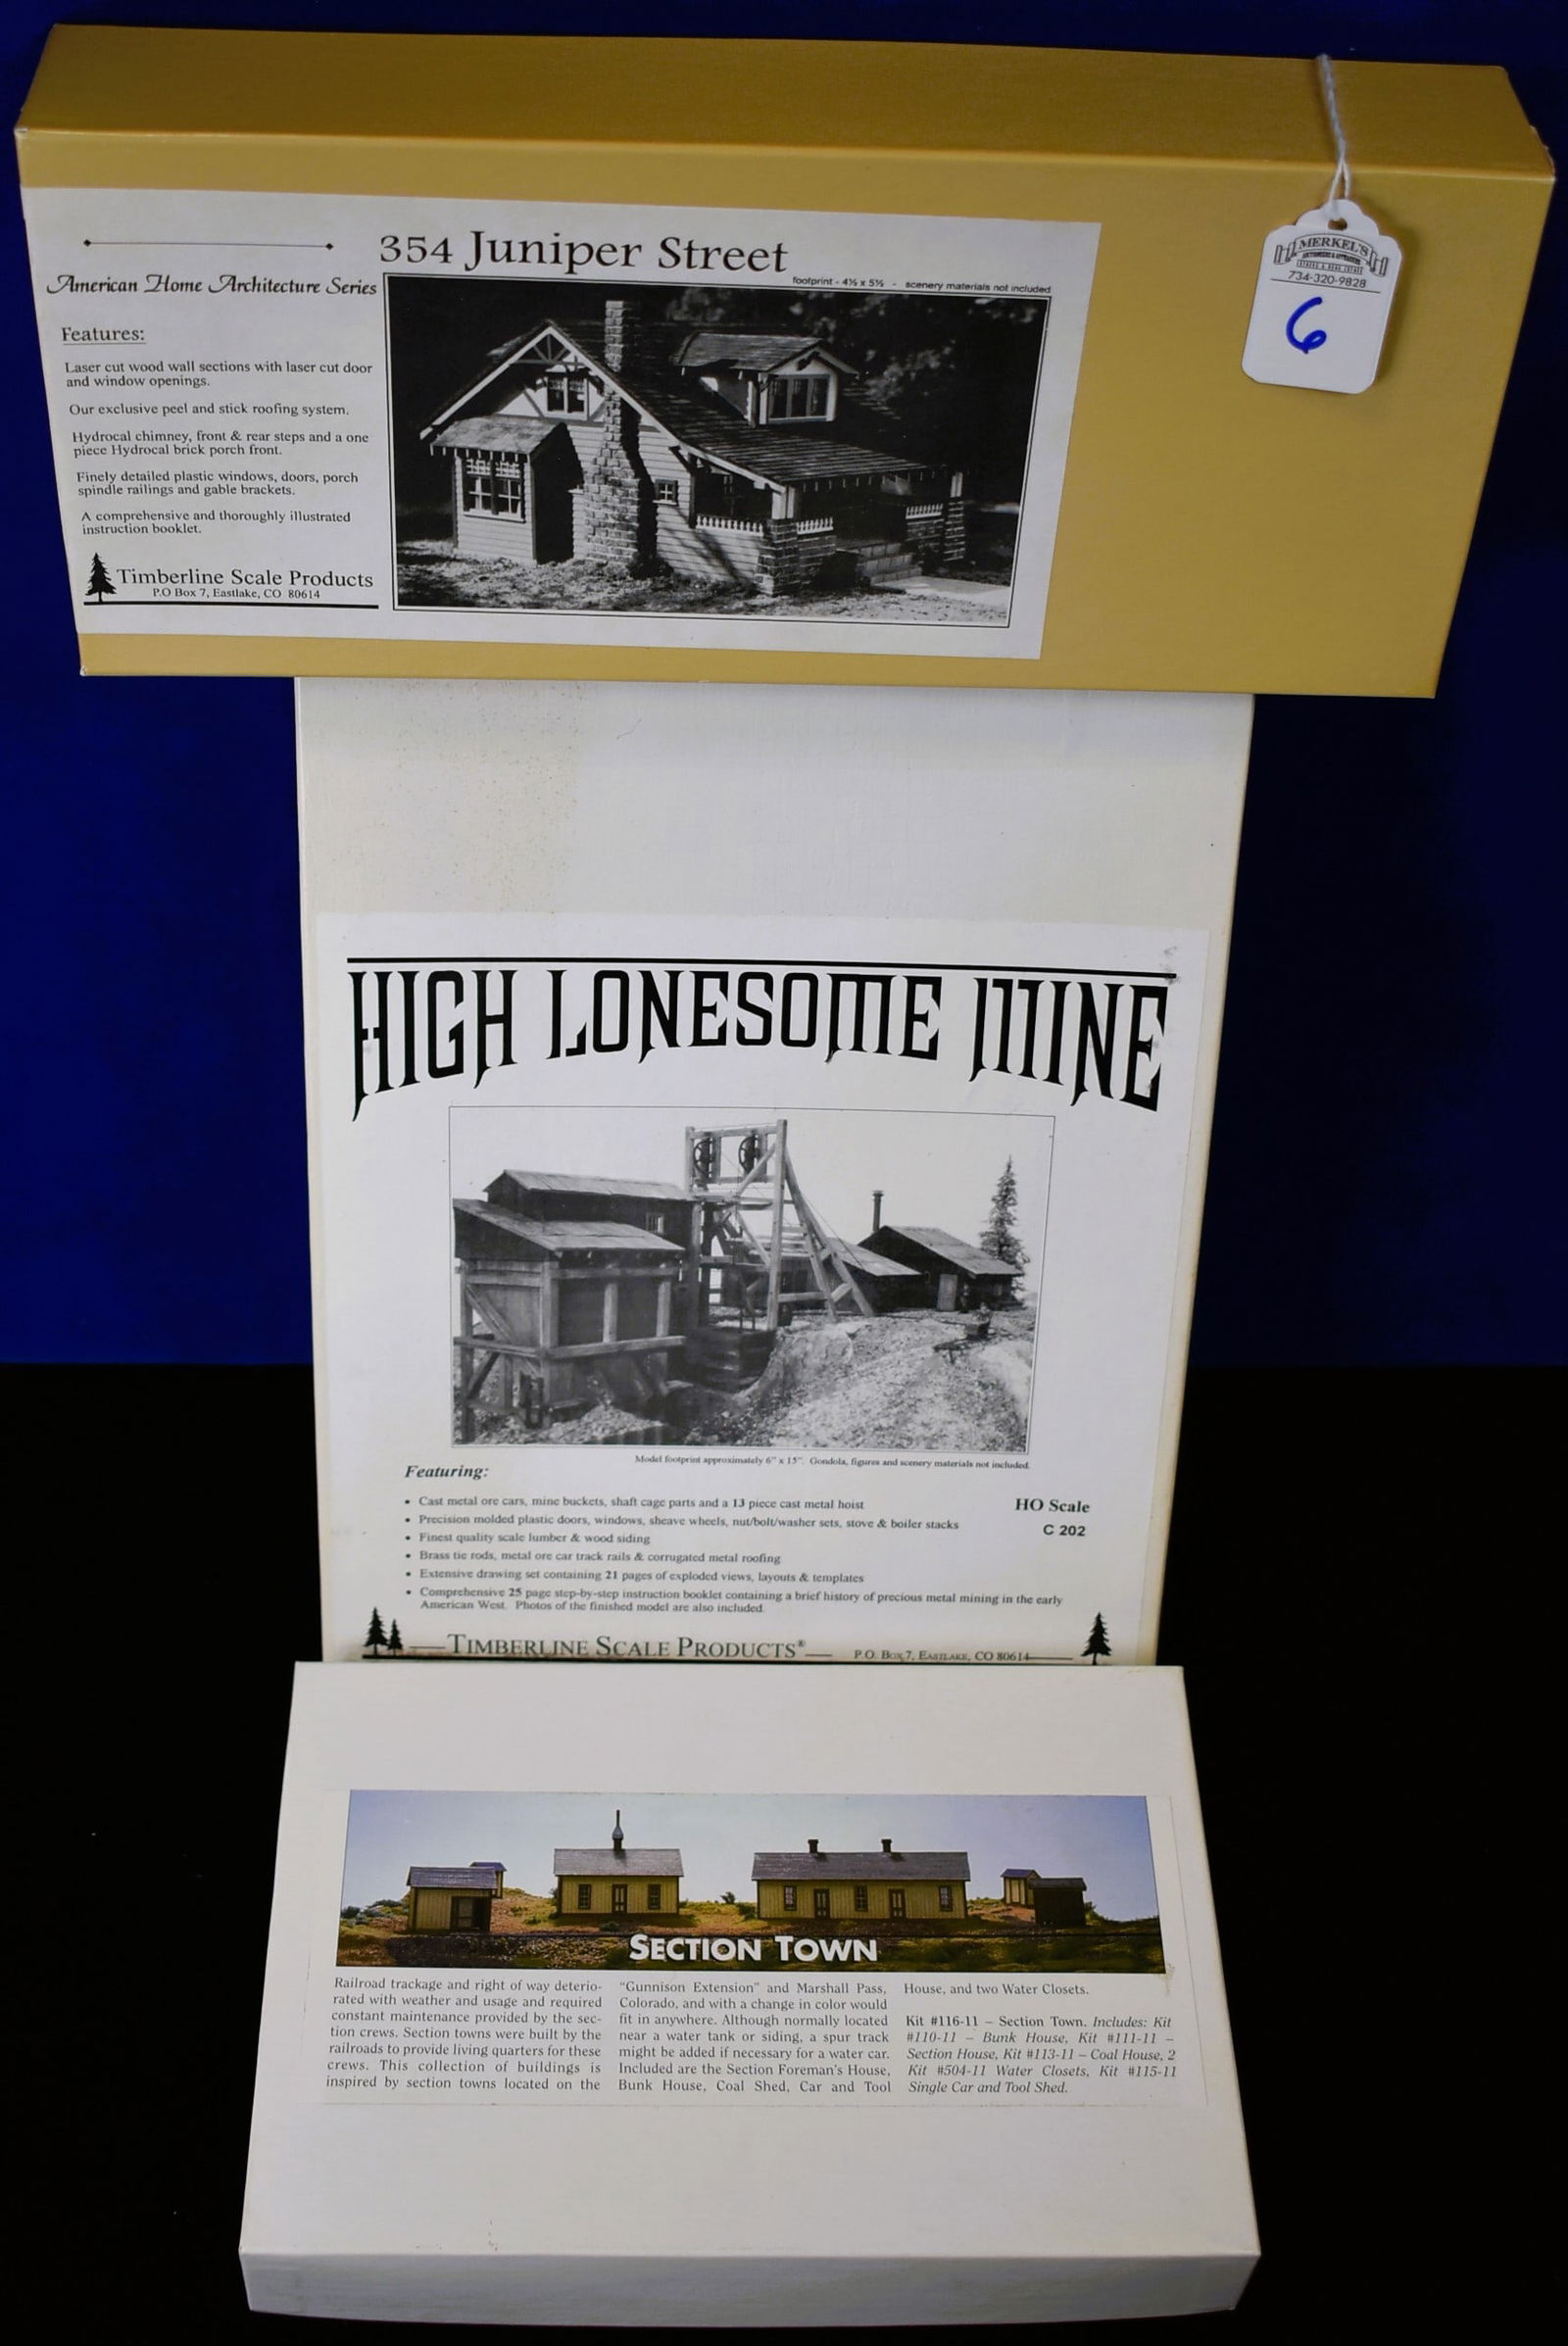 354 Juniper Street
American Home Architecture Series
footprint - 4½ x 5½ - scenery materials not included
Features:
Laser cut wood wall sections with laser cut door
and window openings.
Our exclusive peel and stick roofing system.
Hydrocal chimney, front & rear steps and a one
piece Hydrocal brick porch front.
Finely detailed plastic windows, doors, porch
spindle railings and gable brackets.
A comprehensive and thoroughly illustrated
instruction booklet.
Timberline Scale Products
P.O Box 7, Eastlake, CO 80614
MERKEL'S
734-320-9828
6
HIGH LONESOME MINE
Model footprint approximately 6" x 15". Gondola, figures and scenery materials not included.
Featuring:
• Cast metal ore cars, mine buckets, shaft cage parts and a 13 piece cast metal hoist
• Precision molded plastic doors, windows, sheave wheels, nut/bolt/washer sets, stove & boiler stacks
• Finest quality scale lumber & wood siding
• Brass tie rods, metal ore car track rails & corrugated metal roofing
• Extensive drawing set containing 21 pages of exploded views, layouts & templates
• Comprehensive 25 page step-by-step instruction booklet containing a brief history of precious metal mining in the early
American West. Photos of the finished model are also included.
HO Scale
C 202
TIMBERLINE SCALE PRODUCTS®
P.O. BOX 7, EASTLAKE, CO 80614
SECTION TOWN
Railroad trackage and right of way deterio-
rated with weather and usage and required
constant maintenance provided by the sec-
tion crews. Section towns were built by the
railroads to provide living quarters for these
crews. This collection of buildings is
inspired by section towns located on the
"Gunnison Extension" and Marshall Pass,
Colorado, and with a change in color would
fit in anywhere. Although normally located
near a water tank or siding, a spur track
might be added if necessary for a water car.
Included are the Section Foreman's House,
Bunk House, Coal Shed, Car and Tool
House, and two Water Closets.
Kit #116-11 – Section Town. Includes: Kit
#110-11 – Bunk House, Kit #111-11 –
Section House, Kit #113-11 – Coal House, 2
Kit #504-11 Water Closets, Kit #115-11
Single Car and Tool Shed.